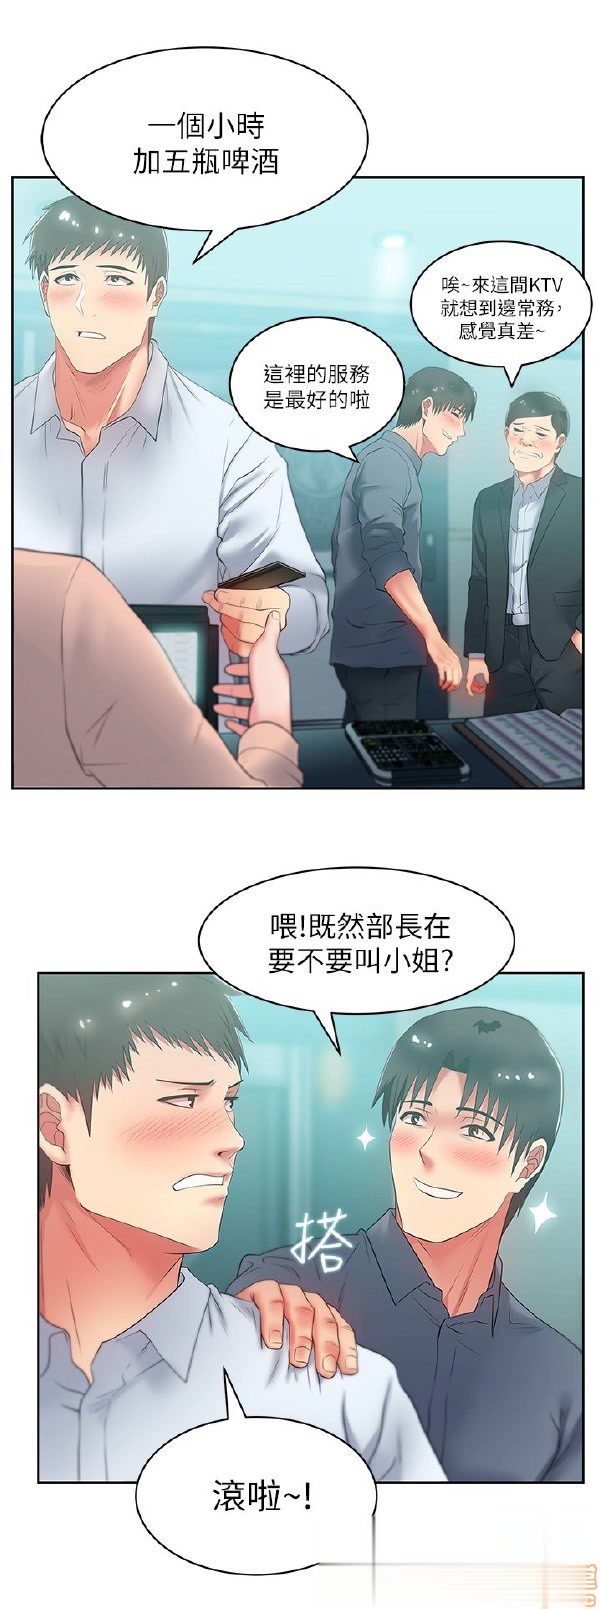 一個小時
加五瓶啤酒
唉~來這間KTV
就想到邊常務,
感覺真差~
這裡的服務
是最好的啦
喂!既然部長在
要不要叫小姐?
搭
滾啦~!